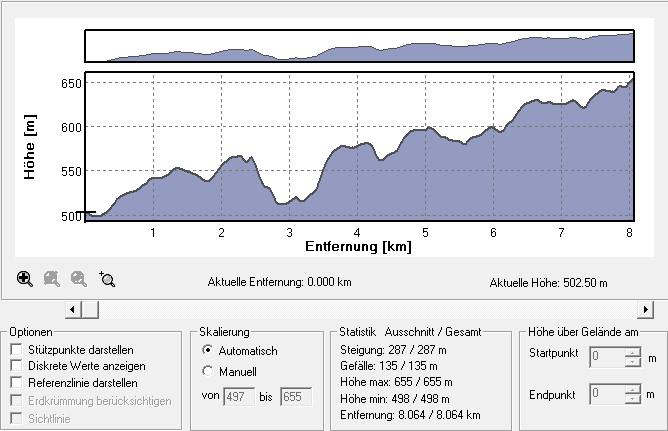 650
600
550
500
Höhe [m]
1 2 3 4 5 6 7 8
Entfernung [km]
Aktuelle Entfernung: 0.000 km
Aktuelle Höhe: 502.50 m
Optionen
Stützpunkte darstellen
Diskrete Werte anzeigen
Referenzlinie darstellen
Erdkrümmung berücksichtigen
Sichtlinie
Skalierung
Automatisch
Manuell
von 497 bis 655
Statistik Ausschnitt / Gesamt
Steigung: 287 / 287 m
Gefälle: 135 / 135 m
Höhe max: 655 / 655 m
Höhe min: 498 / 498 m
Entfernung: 8.064 / 8.064 km
Höhe über Gelände am
Startpunkt 0 m
Endpunkt 0 m